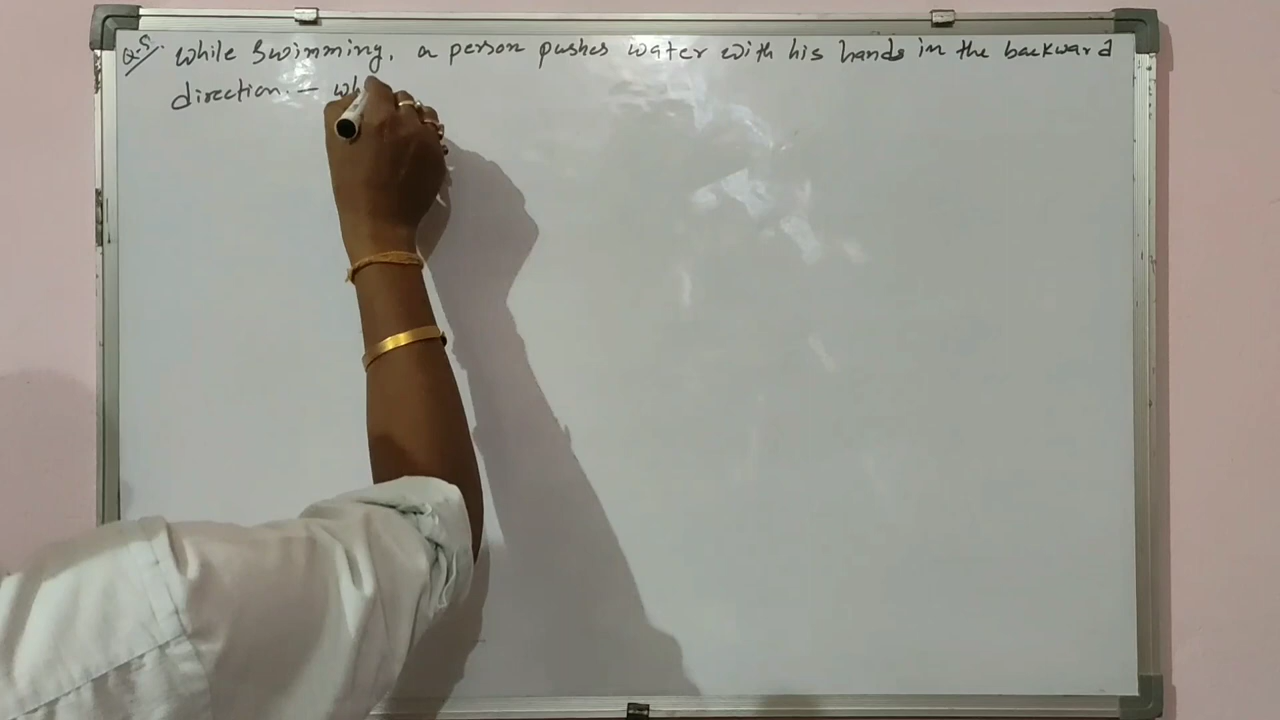 Q.5. While Swimming, a person pushes water with his hands in the backward
direction. - wh